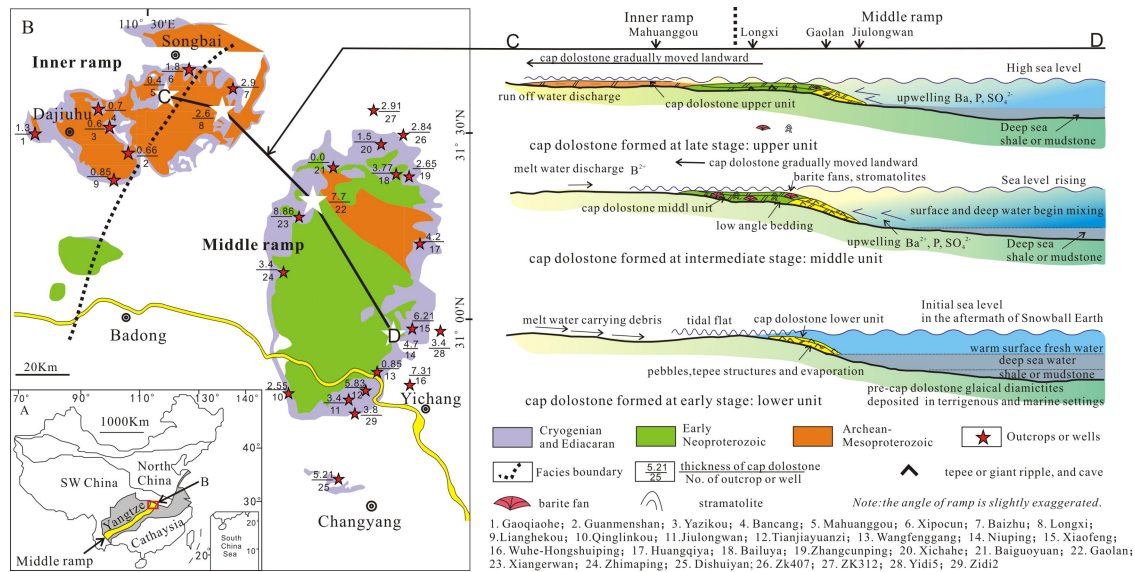 B
110° 30′E
Songbai
Inner ramp
Dajiuhu
C
1.8
6
0.4
5
2.9
7
0.7
4
0.6
3
1.3
1
2.6
8
0.66
2
0.85
9
2.91
27
2.84
26
1.5
20
2.65
19
3.77
18
0.0
21
7.7
22
8.86
23
Middle ramp
4.2
17
3.4
24
31° 30′N
31° 00′N
Badong
D
6.21
15
3.4
28
4.7
14
0.85
13
7.31
16
5.83
12
2.55
10
3.4
11
3.8
29
Yichang
5.21
25
Changyang
20Km
A
70°
80°
90°
100°
110°
120°
130°
1000Km
40°
30°
20°
North
China
SW China
B
Yangtze
Cathaysia
Middle ramp
20°
South
China
Sea
10°
110°
120°
Inner ramp
Middle ramp
Mahuanggou
Longxi
Gaolan
Jiulongwan
C
D
cap dolostone gradually moved landward
High sea level
run off water discharge
cap dolostone upper unit
upwelling Ba, P, SO₄²⁻
Deep sea
shale or mudstone
cap dolostone formed at late stage: upper unit
melt water discharge B²⁺
cap dolostone gradually moved landward
barite fans, stromatolites
Sea level rising
cap dolostone middl unit
low angle bedding
surface and deep water begin mixing
upwelling Ba²⁺, P, SO₄²⁻
Deep sea
shale or mudstone
cap dolostone formed at intermediate stage: middle unit
Initial sea level
in the aftermath of Snowball Earth
melt water carrying debris
tidal flat
cap dolostone lower unit
warm surface fresh water
deep sea water
shale or mudstone
pebbles,tepee structures and evaporation
pre-cap dolostone glaical diamictites
deposited in terrigenous and marine settings
cap dolostone formed at early stage: lower unit
Cryogenian
and Ediacaran
Early
Neoproterozoic
Archean-
Mesoproterozoic
Outcrops or wells
Facies boundary
5.21
25
thickness of cap dolostone
No. of outcrop or well
tepee or giant ripple, and cave
barite fan
stromatolite
Note:the angle of ramp is slightly exaggerated.
1. Gaoqiaohe; 2. Guanmenshan; 3. Yazikou; 4. Bancang; 5. Mahuanggou; 6. Xipocun; 7. Baizhu; 8. Longxi;
9.Lianghekou; 10.Qinglinkou; 11.Jiulongwan; 12.Tianjiayuanzi; 13. Wangfenggang; 14. Niuping; 15. Xiaofeng;
16. Wuhe-Hongshuiping; 17. Huangqiya; 18. Bailuya; 19.Zhangcunping; 20. Xichahe; 21. Baiguoyuan; 22. Gaolan;
23. Xiangerwan; 24. Zhimaping; 25. Dishuiyan; 26. Zk407; 27. ZK312; 28. Yidi5; 29. Zidi2